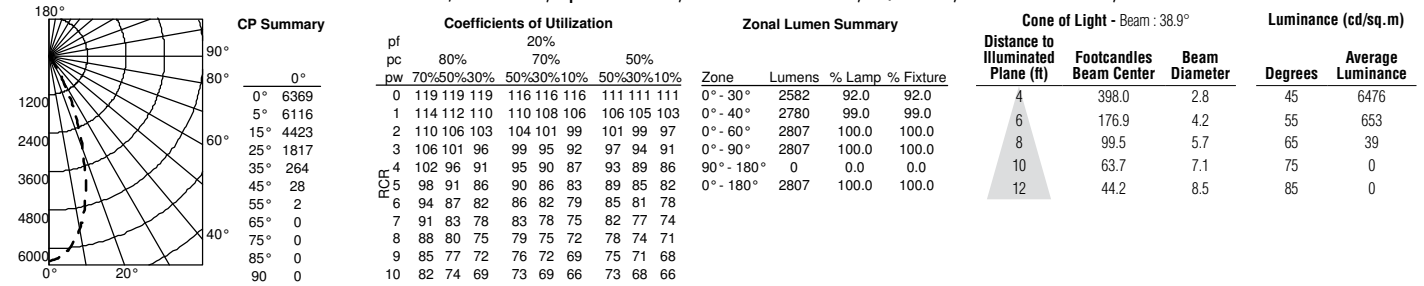 180°
90°
80°
60°
40°
20°
0°
1200
2400
3600
4800
6000
CP Summary
0°
0° 6369
5° 6116
15° 4423
25° 1817
35° 264
45° 28
55° 2
65° 0
75° 0
85° 0
90 0
Coefficients of Utilization
pf 20%
pc 80% 70% 50%
pw 70%50%30% 50%30%10% 50%30%10%
RCR
0 119 119 119 116 116 116 111 111 111
1 114 112 110 110 108 106 106 105 103
2 110 106 103 104 101 99 101 99 97
3 106 101 96 99 95 92 97 94 91
4 102 96 91 95 90 87 93 89 86
5 98 91 86 90 86 83 89 85 82
6 94 87 82 86 82 79 85 81 78
7 91 83 78 83 78 75 82 77 74
8 88 80 75 79 75 72 78 74 71
9 85 77 72 76 72 69 75 71 68
10 82 74 69 73 69 66 73 68 66
Zonal Lumen Summary
Zone Lumens % Lamp % Fixture
0° - 30° 2582 92.0 92.0
0° - 40° 2780 99.0 99.0
0° - 60° 2807 100.0 100.0
0° - 90° 2807 100.0 100.0
90° - 180° 0 0.0 0.0
0° - 180° 2807 100.0 100.0
Cone of Light - Beam : 38.9°
Distance to
Illuminated Footcandles Beam
Plane (ft) Beam Center Diameter
4 398.0 2.8
6 176.9 4.2
8 99.5 5.7
10 63.7 7.1
12 44.2 8.5
Luminance (cd/sq.m)
Average
Degrees Luminance
45 6476
55 653
65 39
75 0
85 0